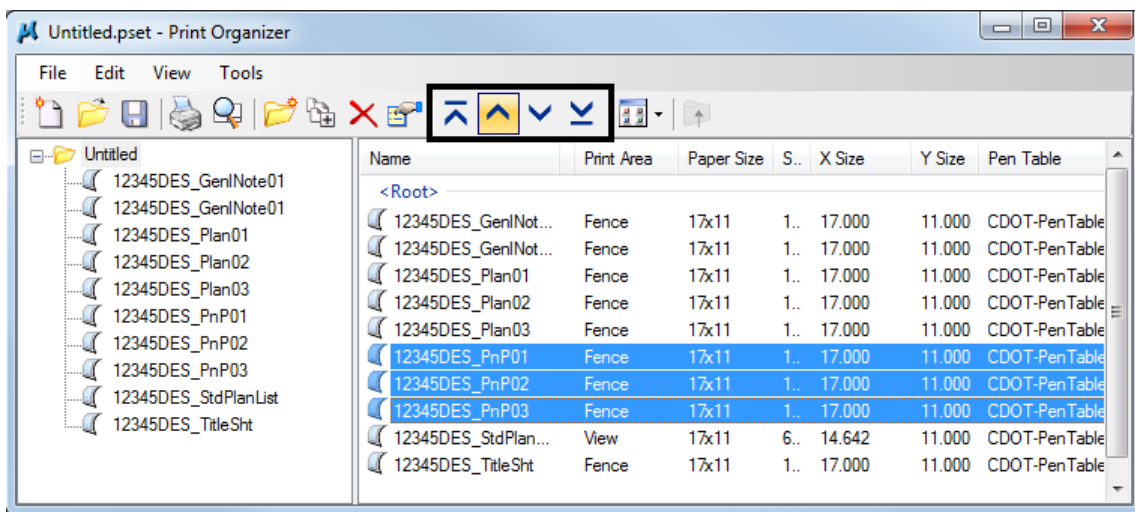 Untitled.pset - Print Organizer
File Edit View Tools
Untitled
12345DES_GenlNote01
12345DES_GenlNote01
12345DES_Plan01
12345DES_Plan02
12345DES_Plan03
12345DES_PnP01
12345DES_PnP02
12345DES_PnP03
12345DES_StdPlanList
12345DES_TitleSht
Name Print Area Paper Size S.. X Size Y Size Pen Table
<Root>
12345DES_GenlNot... Fence 17x11 1.. 17.000 11.000 CDOT-PenTable
12345DES_GenlNot... Fence 17x11 1.. 17.000 11.000 CDOT-PenTable
12345DES_Plan01 Fence 17x11 1.. 17.000 11.000 CDOT-PenTable
12345DES_Plan02 Fence 17x11 1.. 17.000 11.000 CDOT-PenTable
12345DES_Plan03 Fence 17x11 1.. 17.000 11.000 CDOT-PenTable
12345DES_PnP01 Fence 17x11 1.. 17.000 11.000 CDOT-PenTable
12345DES_PnP02 Fence 17x11 1.. 17.000 11.000 CDOT-PenTable
12345DES_PnP03 Fence 17x11 1.. 17.000 11.000 CDOT-PenTable
12345DES_StdPlan... View 17x11 6.. 14.642 11.000 CDOT-PenTable
12345DES_TitleSht Fence 17x11 1.. 17.000 11.000 CDOT-PenTable